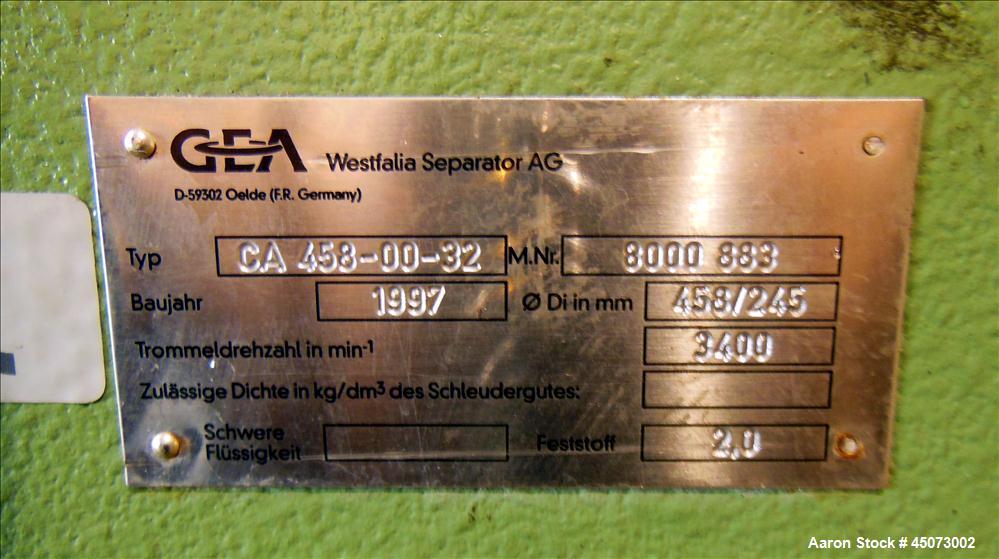 GEA Westfalia Separator AG
D-59302 Oelde (F.R. Germany)
Typ CA 458-00-32 M.Nr. 8000 883
Baujahr 1997 Ø Di in mm 458/245
Trommeldrehzahl in min-1 3400
Zulässige Dichte in kg/dm³ des Schleudergutes:
Schwere Flüssigkeit Feststoff 2,0
Aaron Stock # 45073002